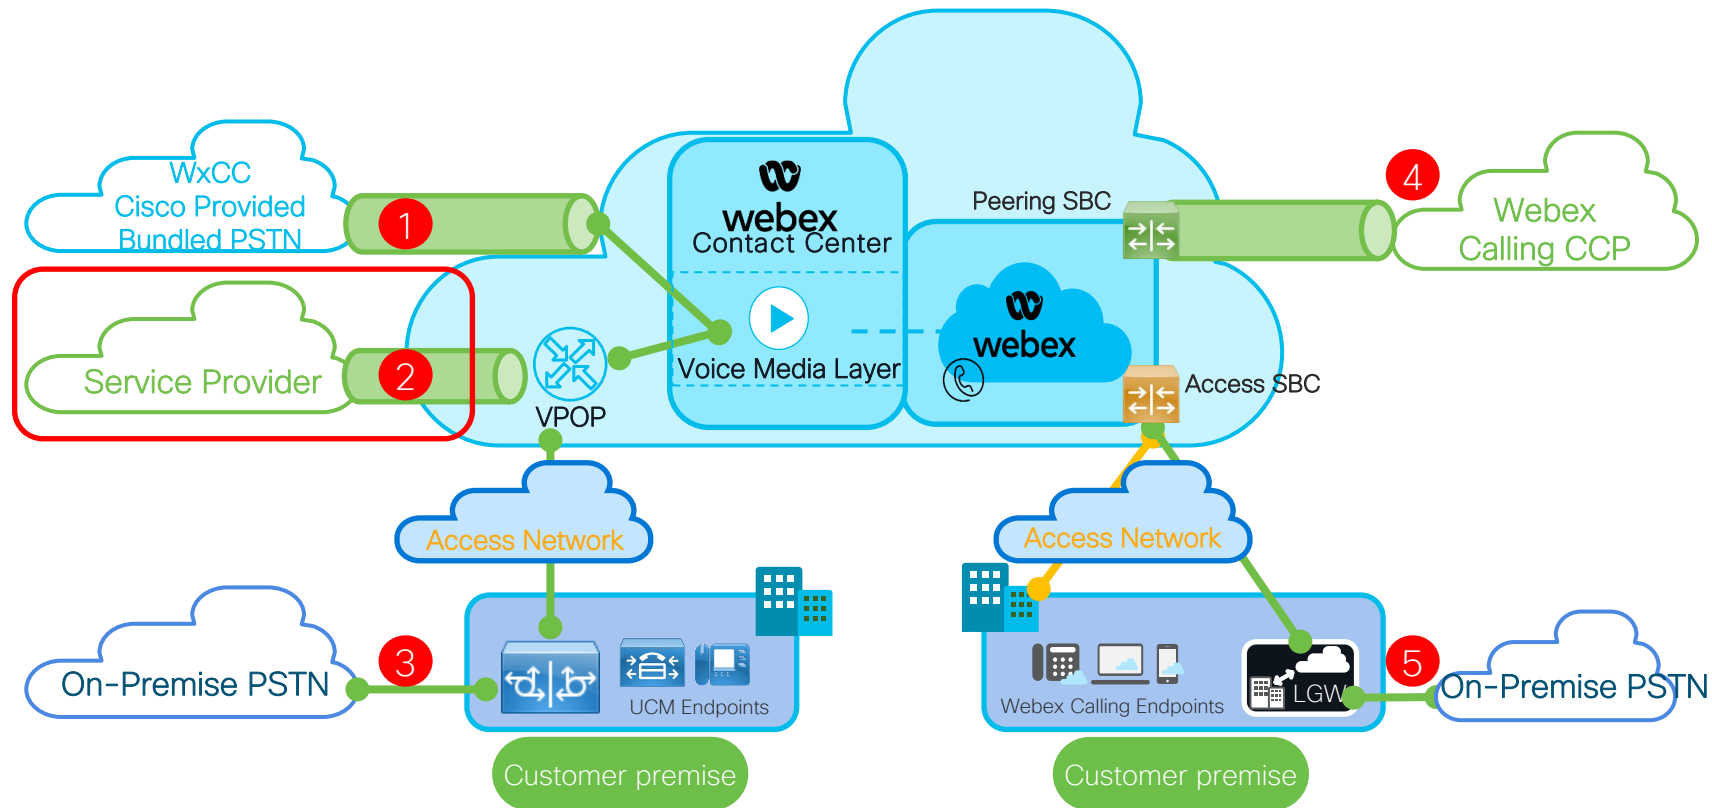 WxCC
Cisco Provided
Bundled PSTN
1
Service Provider
2
webex
Contact Center
Voice Media Layer
VPOP
Peering SBC
webex
Access SBC
4
Webex
Calling CCP
Access Network
Access Network
On-Premise PSTN
3
UCM Endpoints
Customer premise
Webex Calling Endpoints
LGW
5
On-Premise PSTN
Customer premise